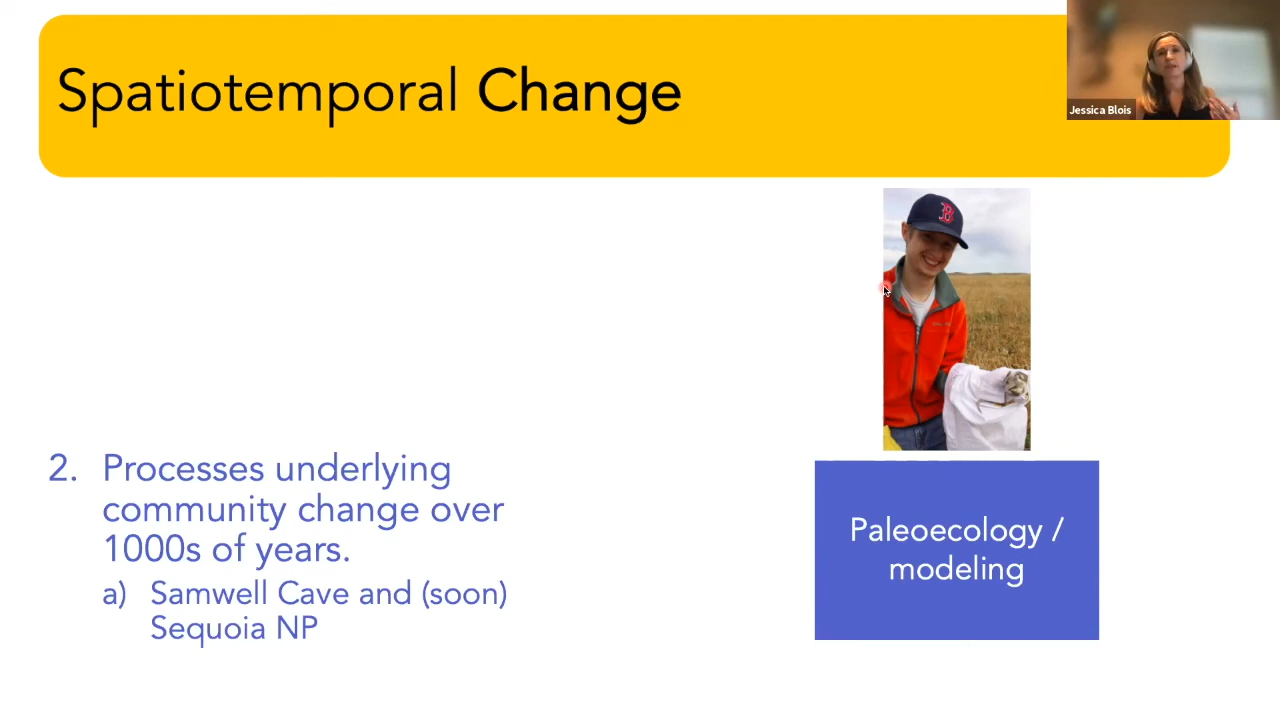 Spatiotemporal Change
Jessica Blois
B
2. Processes underlying
community change over
1000s of years.
a) Samwell Cave and (soon)
Sequoia NP
Paleoecology /
modeling